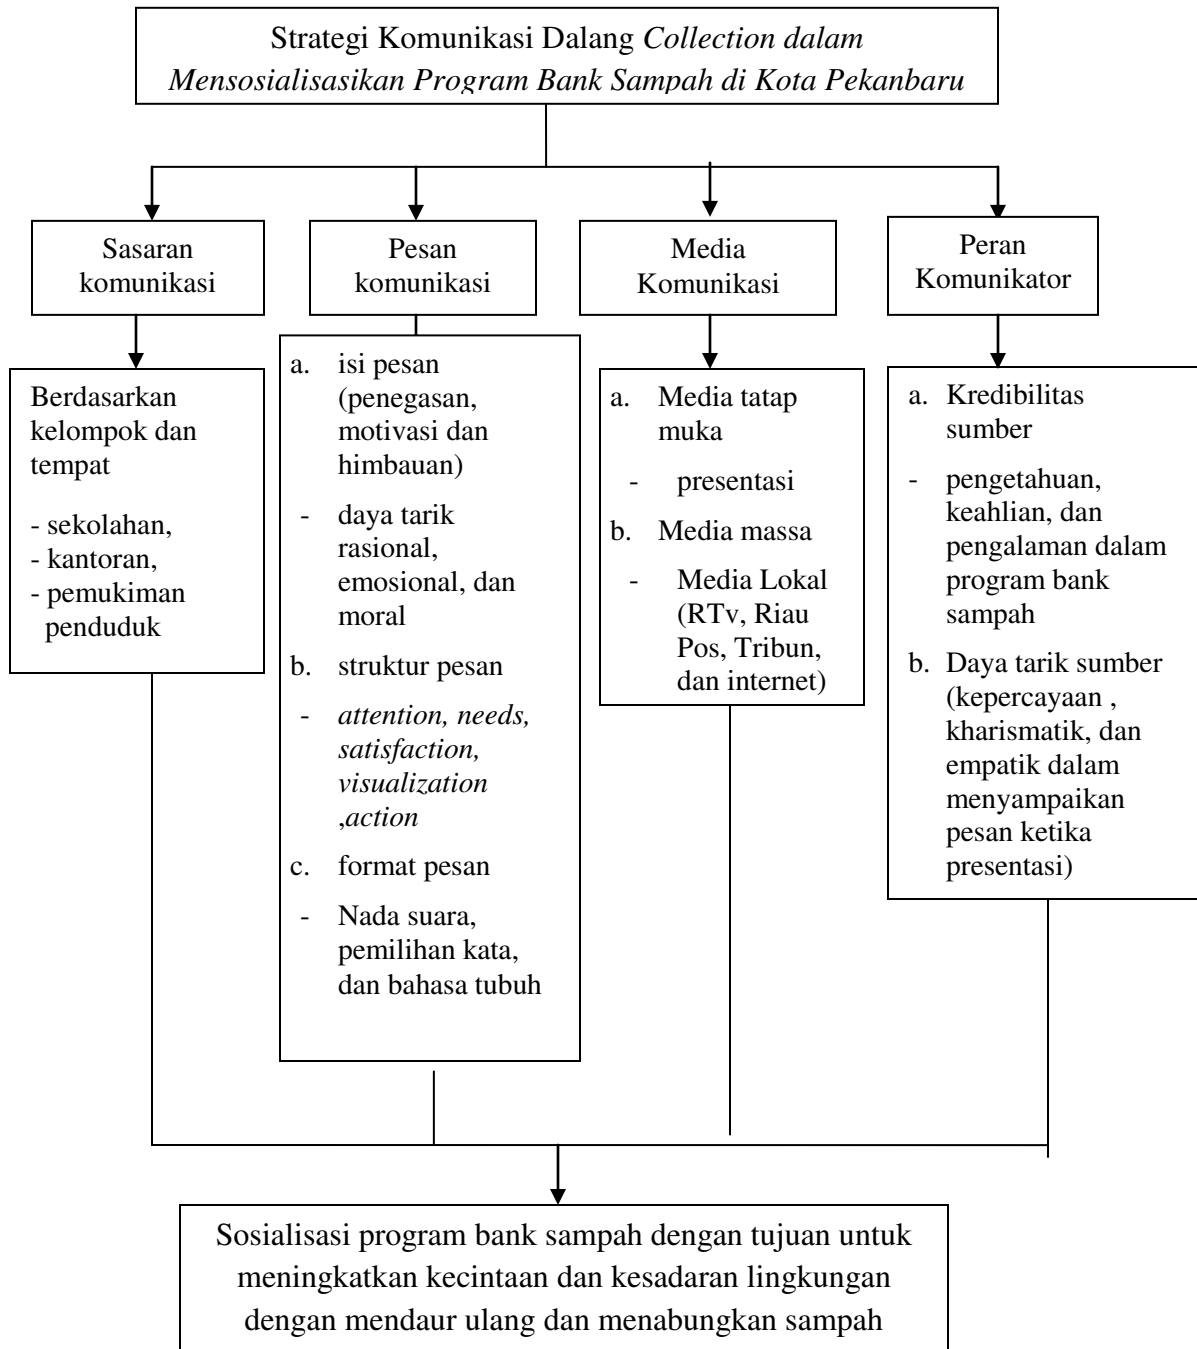 Strategi Komunikasi Dalang Collection dalam
Mensosialisasikan Program Bank Sampah di Kota Pekanbaru
Sasaran
komunikasi
Pesan
komunikasi
Media
Komunikasi
Peran
Komunikator
Berdasarkan
kelompok dan
tempat
- sekolahan,
- kantoran,
- pemukiman
penduduk
a. isi pesan
(penegasan,
motivasi dan
himbauan)
- daya tarik
rasional,
emosional, dan
moral
b. struktur pesan
- attention, needs,
satisfaction,
visualization
,action
c. format pesan
- Nada suara,
pemilihan kata,
dan bahasa tubuh
a. Media tatap
muka
- presentasi
b. Media massa
- Media Lokal
(RTv, Riau
Pos, Tribun,
dan internet)
a. Kredibilitas
sumber
- pengetahuan,
keahlian, dan
pengalaman dalam
program bank
sampah
b. Daya tarik sumber
(kepercayaan ,
kharismatik, dan
empatik dalam
menyampaikan
pesan ketika
presentasi)
Sosialisasi program bank sampah dengan tujuan untuk
meningkatkan kecintaan dan kesadaran lingkungan
dengan mendaur ulang dan menabungkan sampah